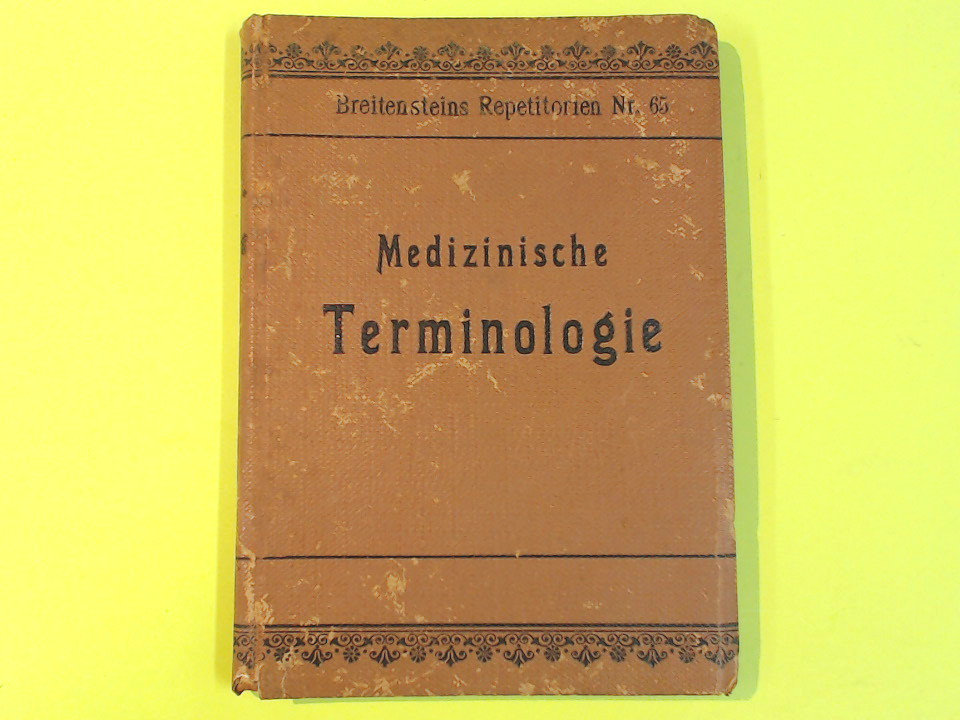 Breitensteins Repetitorien Nr. 65
Medizinische
Terminologie